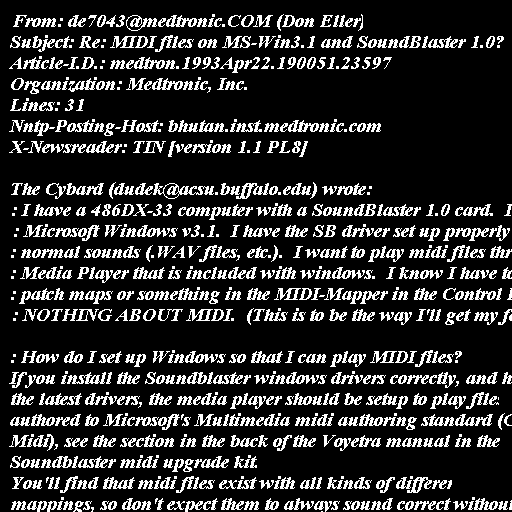 From: de7043@medtronic.COM (Don Eller)
Subject: Re: MIDI files on MS-Win3.1 and SoundBlaster 1.0?
Article-I.D.: medtron.1993Apr22.190051.23597
Organization: Medtronic, Inc.
Lines: 31
Nntp-Posting-Host: bhutan.inst.medtronic.com
X-Newsreader: TIN [version 1.1 PL8]

The Cybard (dudek@acsu.buffalo.edu) wrote:
: I have a 486DX-33 computer with a SoundBlaster 1.0 card. I
: Microsoft Windows v3.1. I have the SB driver set up properly
: normal sounds (.WAV files, etc.). I want to play midi files
: Media Player that is included with windows. I know I have
: patch maps or something in the MIDI-Mapper in the Control
: NOTHING ABOUT MIDI. (This is to be the way I'll get my

: How do I set up Windows so that I can play MIDI files?
If you install the Soundblaster windows drivers correctly, and
the latest drivers, the media player should be setup to play files
authored to Microsoft's Multimedia midi authoring standard
Midi), see the section in the back of the Voyetra manual in the
Soundblaster midi upgrade kit.
You'll find that midi files exist with all kinds of
mappings, so don't expect them to always sound correct without